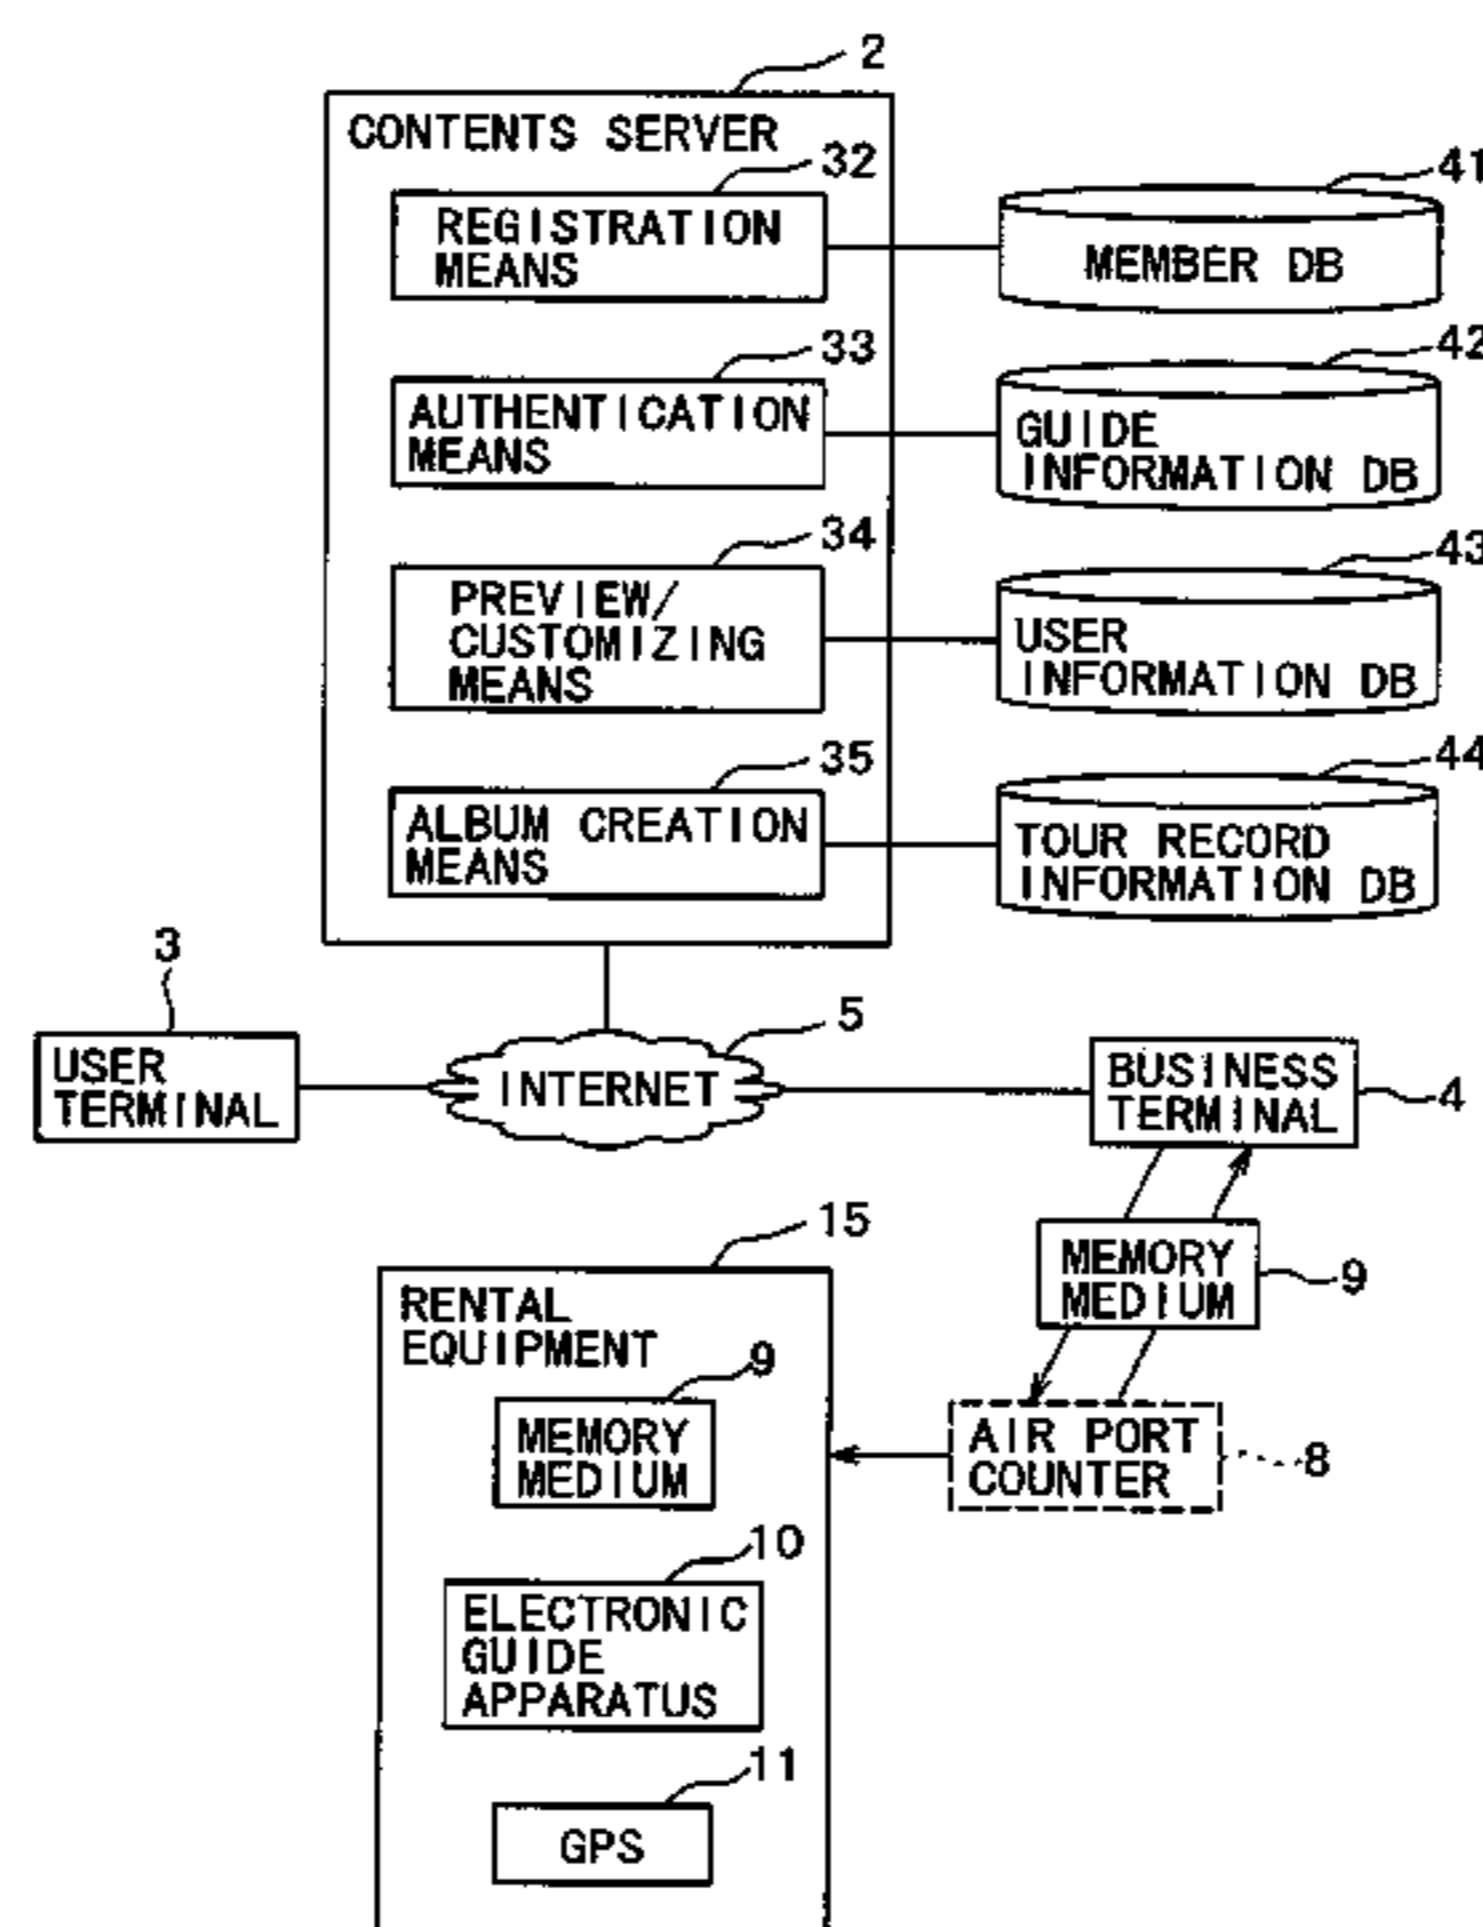 2
CONTENTS SERVER
32
REGISTRATION
MEANS
41
MEMBER DB
33
AUTHENTICATION
MEANS
42
GUIDE
INFORMATION DB
34
PREVIEW/
CUSTOMIZING
MEANS
43
USER
INFORMATION DB
35
ALBUM CREATION
MEANS
44
TOUR RECORD
INFORMATION DB
3
USER
TERMINAL
5
INTERNET
BUSINESS
TERMINAL
4
15
RENTAL
EQUIPMENT
MEMORY
MEDIUM
9
9
MEMORY
MEDIUM
AIR PORT
COUNTER
8
10
ELECTRONIC
GUIDE
APPARATUS
11
GPS